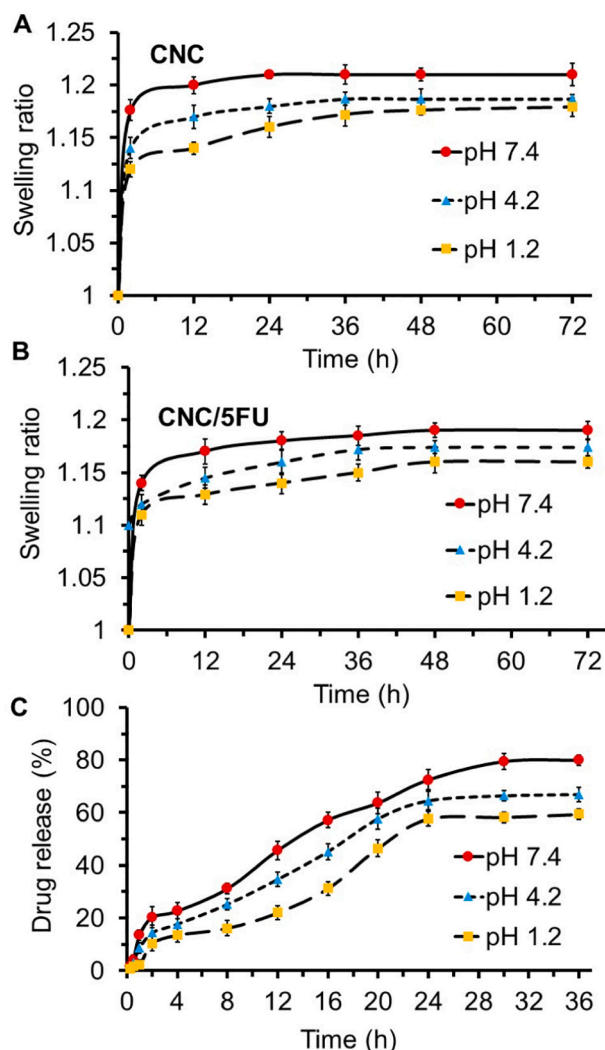 A
CNC
Swelling ratio
1.25
1.2
1.15
1.1
1.05
1
pH 7.4
pH 4.2
pH 1.2
0 12 24 36 48 60 72
Time (h)
B
CNC/5FU
Swelling ratio
1.25
1.2
1.15
1.1
1.05
1
pH 7.4
pH 4.2
pH 1.2
0 12 24 36 48 60 72
Time (h)
C
Drug release (%)
100
80
60
40
20
0
pH 7.4
pH 4.2
pH 1.2
0 4 8 12 16 20 24 28 32 36
Time (h)